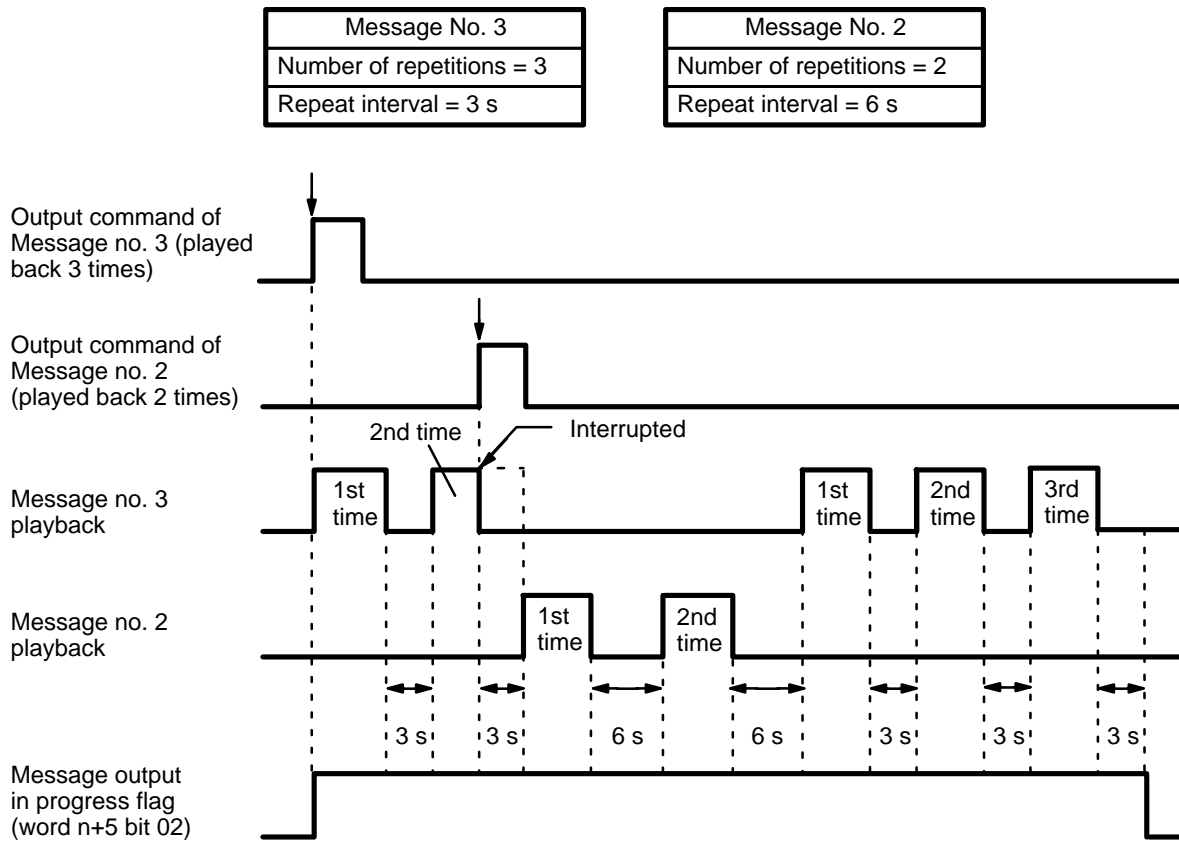 Message No. 3
Number of repetitions = 3
Repeat interval = 3 s
Message No. 2
Number of repetitions = 2
Repeat interval = 6 s
Output command of
Message no. 3 (played
back 3 times)
Output command of
Message no. 2
(played back 2 times)
2nd time
Interrupted
Message no. 3
playback
1st
time
1st
time
2nd
time
3rd
time
Message no. 2
playback
1st
time
2nd
time
3 s
3 s
6 s
6 s
3 s
3 s
3 s
Message output
in progress flag
(word n+5 bit 02)